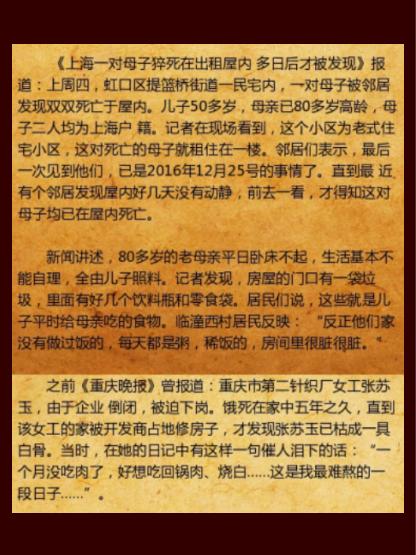 《上海一对母子猝死在出租屋内 多日后才被发现》报
道：上周四，虹口区提篮桥街道一民宅内，一对母子被邻居
发现双双死亡于屋内。儿子50多岁，母亲已80多岁高龄，母
子二人均为上海户 籍。记者在现场看到，这个小区为老式住
宅小区，这对死亡的母子就租住在一楼。邻居们表示，最后
一次见到他们，已是2016年12月25号的事情了。直到最 近
有个邻居发现屋内好几天没有动静，前去一看，才得知这对
母子均已在屋内死亡。
新闻讲述，80多岁的老母亲平日卧床不起，生活基本不
能自理，全由儿子照料。记者发现，房屋的门口有一袋垃
圾，里面有好几个饮料瓶和零食袋。居民们说，这些就是儿
子平时给母亲吃的食物。临潼西村居民反映：“反正他们家
没有做过饭的，每天都是粥，稀饭的，房间里很脏很脏。”
之前《重庆晚报》曾报道：重庆市第二针织厂女工张苏
玉，由于企业 倒闭，被迫下岗。饿死在家中五年之久，直到
该女工的家被开发商占地修房子，才发现张苏玉已枯成一具
白骨。当时，在她的日记中有这样一句催人泪下的话：“一
个月没吃肉了，好想吃回锅肉、烧白……这是我最难熬的一
段日子……”。